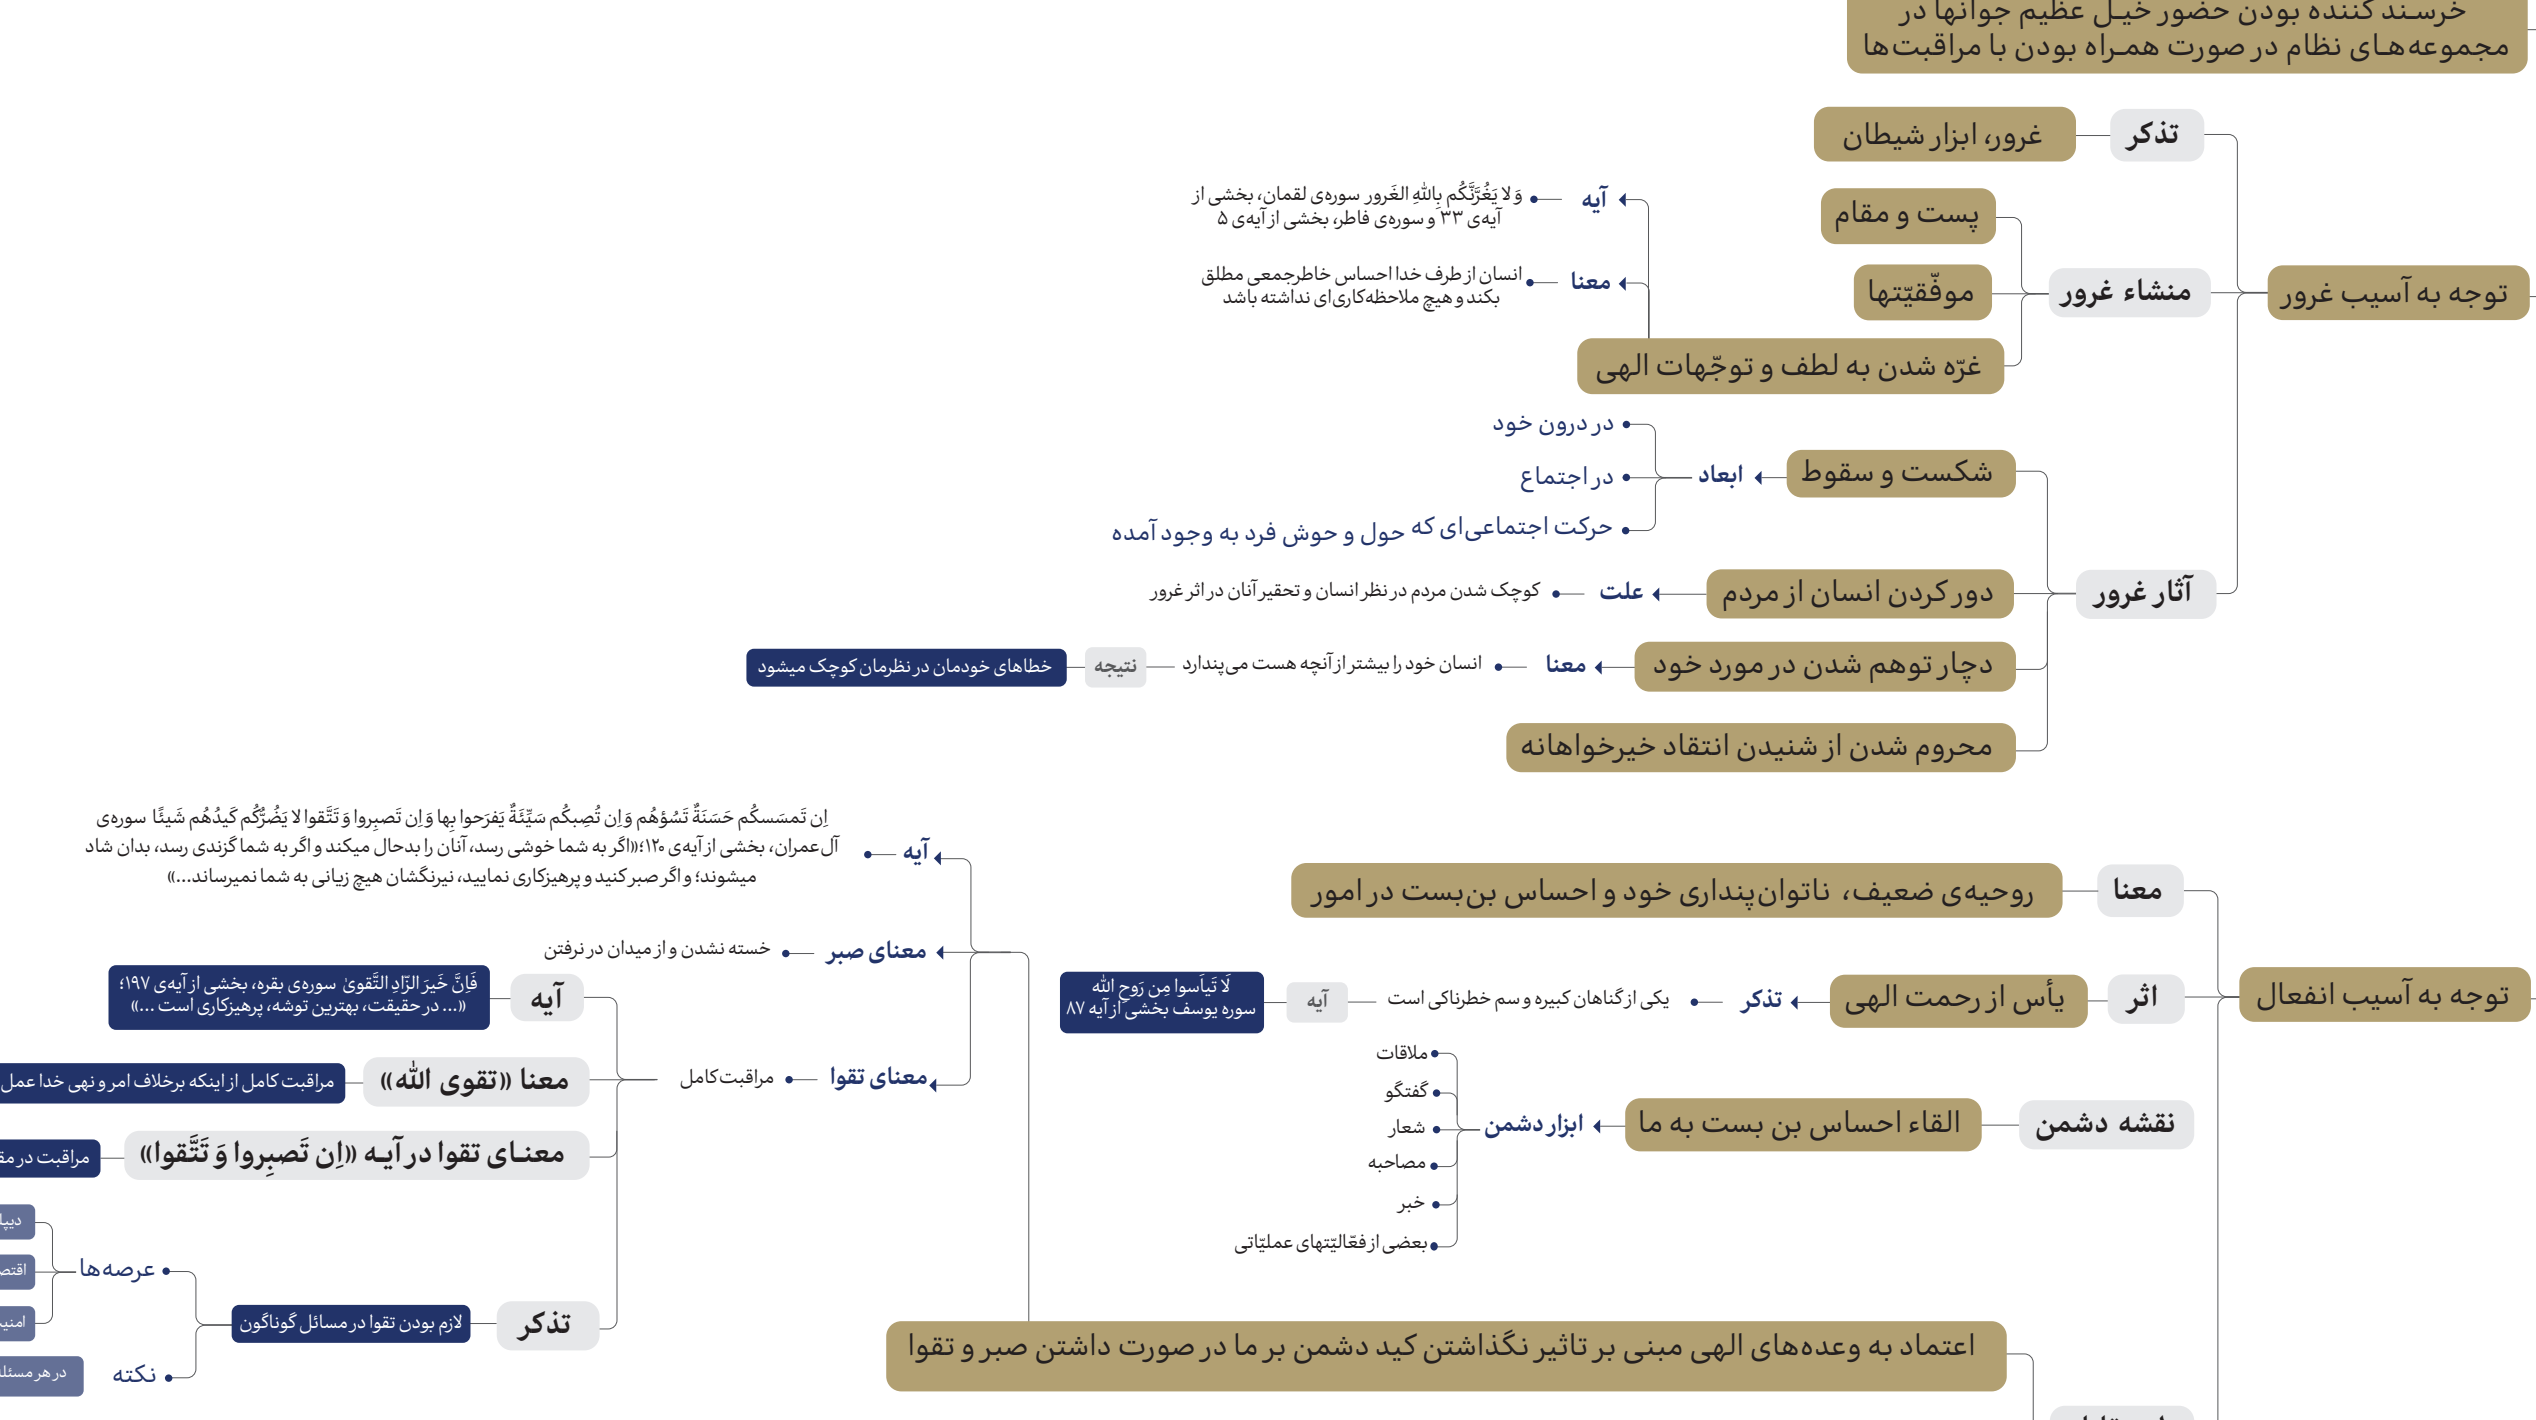 خرسند کننده بودن حضور خیل عظیم جوانها در
مجموعه‌های نظام در صورت همراه بودن با مراقبت‌ها
توجه به آسیب غرور
تذکر
غرور، ابزار شیطان
منشاء غرور
پست و مقام
موفّقیّتها
غرّه شدن به لطف و توجّهات الهی
آیه
وَ لا یَغُرَّنَّکُم بِاللهِ الغَرور سوره‌ی لقمان، بخشی از
آیه‌ی ۳۳ و سوره‌ی فاطر، بخشی از آیه‌ی ۵
معنا
انسان از طرف خدا احساس خاطرجمعی مطلق
بکند و هیچ ملاحظه‌کاری‌ای نداشته باشد
آثار غرور
شکست و سقوط
ابعاد
در درون خود
در اجتماع
حرکت اجتماعی‌ای که حول و حوش فرد به وجود آمده
دور کردن انسان از مردم
علت
کوچک شدن مردم در نظر انسان و تحقیر آنان در اثر غرور
دچار توهم شدن در مورد خود
معنا
انسان خود را بیشتر از آنچه هست می‌پندارد
نتیجه
خطاهای خودمان در نظرمان کوچک میشود
محروم شدن از شنیدن انتقاد خیرخواهانه
توجه به آسیب انفعال
معنا
روحیه‌ی ضعیف، ناتوان‌پنداری خود و احساس بن‌بست در امور
اثر
یأس از رحمت الهی
تذکر
یکی از گناهان کبیره و سم خطرناکی است
آیه
لَا تَیأَسوا مِن رَوحِ الله
سوره یوسف بخشی از آیه ۸۷
نقشه دشمن
القاء احساس بن بست به ما
ابزار دشمن
ملاقات
گفتگو
شعار
مصاحبه
خبر
بعضی از فعّالیّتهای عملیّاتی
اعتماد به وعده‌های الهی مبنی بر تاثیر نگذاشتن کید دشمن بر ما در صورت داشتن صبر و تقوا
آیه
اِن تَمسَسکُم حَسَنَةٌ تَسُؤهُم وَ اِن تُصِبکُم سَیِّئَةٌ یَفرَحوا بِها وَ اِن تَصبِروا وَ تَتَّقوا لا یَضُرُّکُم کَیدُهُم شَیئًا سوره‌ی
آل‌عمران، بخشی از آیه‌ی ۱۲۰؛ «اگر به شما خوشی رسد، آنان را بدحال میکند و اگر به شما گزندی رسد، بدان شاد
میشوند؛ و اگر صبر کنید و پرهیزکاری نمایید، نیرنگشان هیچ زیانی به شما نمیرساند...»
معنای صبر
خسته نشدن و از میدان در نرفتن
معنای تقوا
مراقبت کامل
آیه
فَاِنَّ خَیرَ الزّادِ التَّقویٰ سوره‌ی بقره، بخشی از آیه‌ی ۱۹۷؛
«... در حقیقت، بهترین توشه، پرهیزکاری است ...»
معنا «تقوی الله»
مراقبت کامل از اینکه برخلاف امر و نهی خدا عمل
معنای تقوا در آیه «اِن تَصبِروا وَ تَتَّقوا»
مراقبت در
تذکر
لازم بودن تقوا در مسائل گوناگون
عرصه‌ها
نکته
در هر